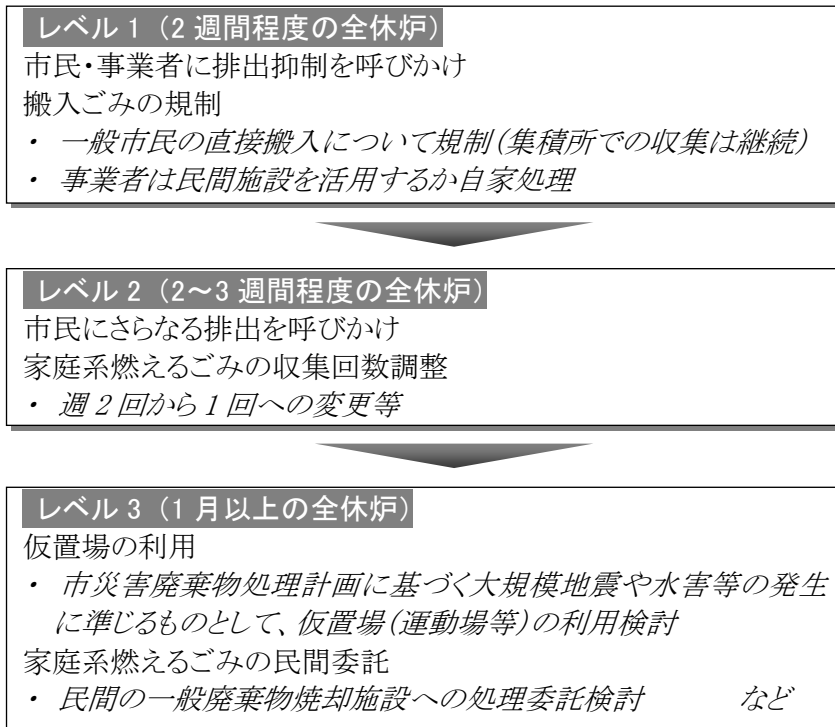 レベル 1（2 週間程度の全休炉）
市民・事業者に排出抑制を呼びかけ
搬入ごみの規制
・ 一般市民の直接搬入について規制（集積所での収集は継続）
・ 事業者は民間施設を活用するか自家処理
レベル 2（2～3 週間程度の全休炉）
市民にさらなる排出を呼びかけ
家庭系燃えるごみの収集回数調整
・ 週 2 回から 1 回への変更等
レベル 3（1 月以上の全休炉）
仮置場の利用
・ 市災害廃棄物処理計画に基づく大規模地震や水害等の発生
に準じるものとして、仮置場（運動場等）の利用検討
家庭系燃えるごみの民間委託
・ 民間の一般廃棄物焼却施設への処理委託検討 など